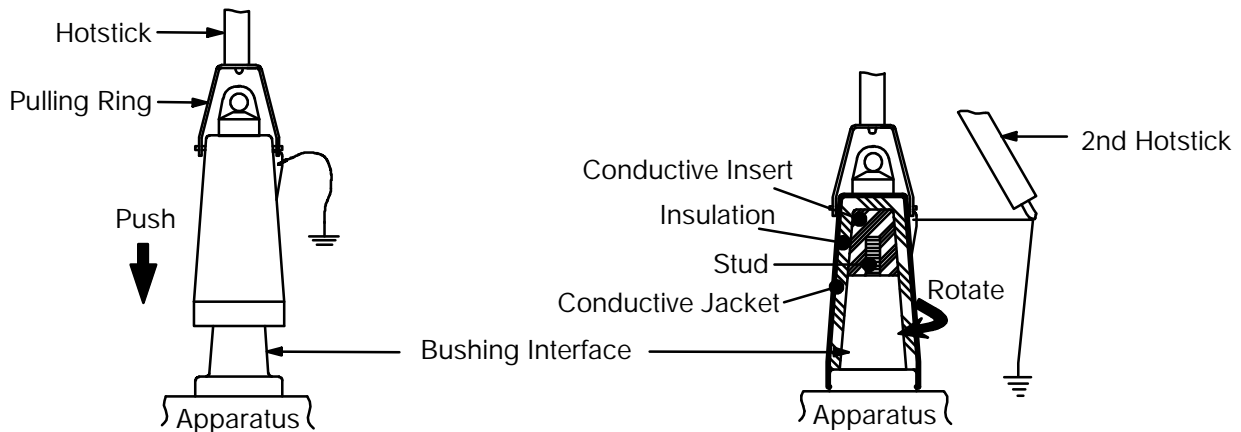 Hotstick
Pulling Ring
Push
Bushing Interface
Apparatus
2nd Hotstick
Conductive Insert
Insulation
Stud
Conductive Jacket
Rotate
Apparatus